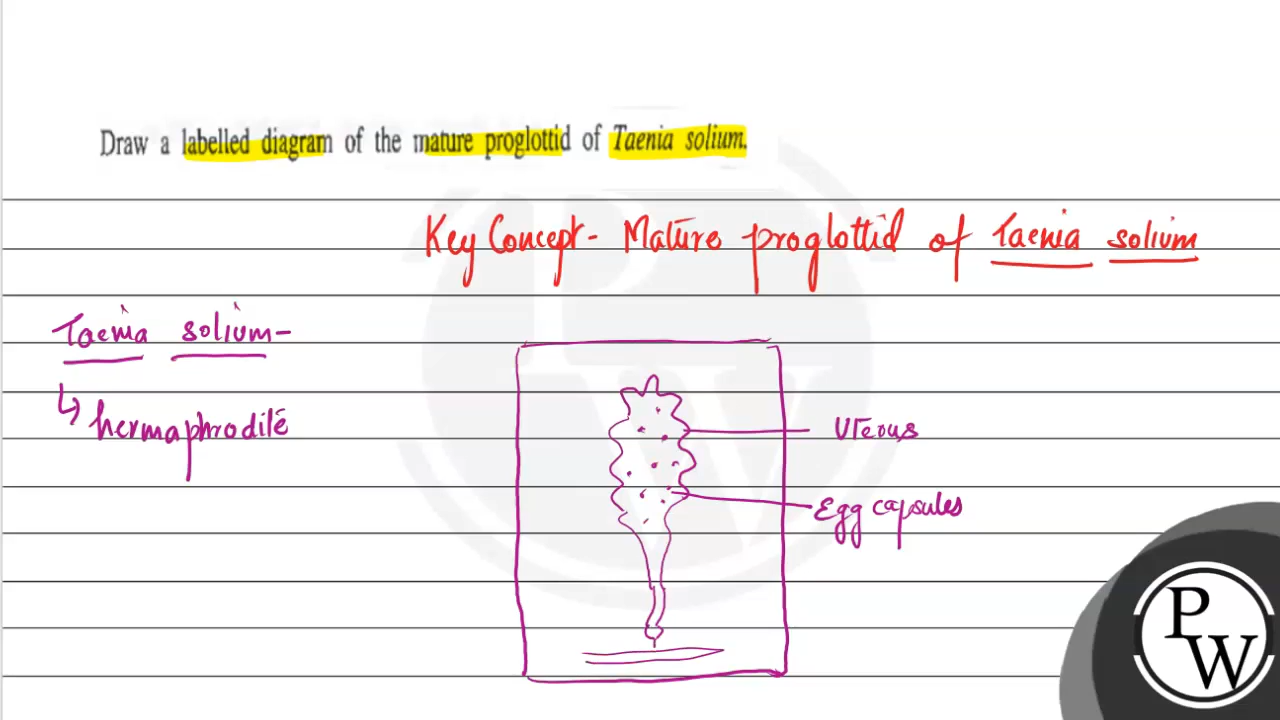 Draw a labelled diagram of the mature proglottid of Taenia solium.
Key Concept- Mature proglottid of Taenia solium
Taenia solium-
↳ hermaphrodite
Uterus
Egg capsules
P
W